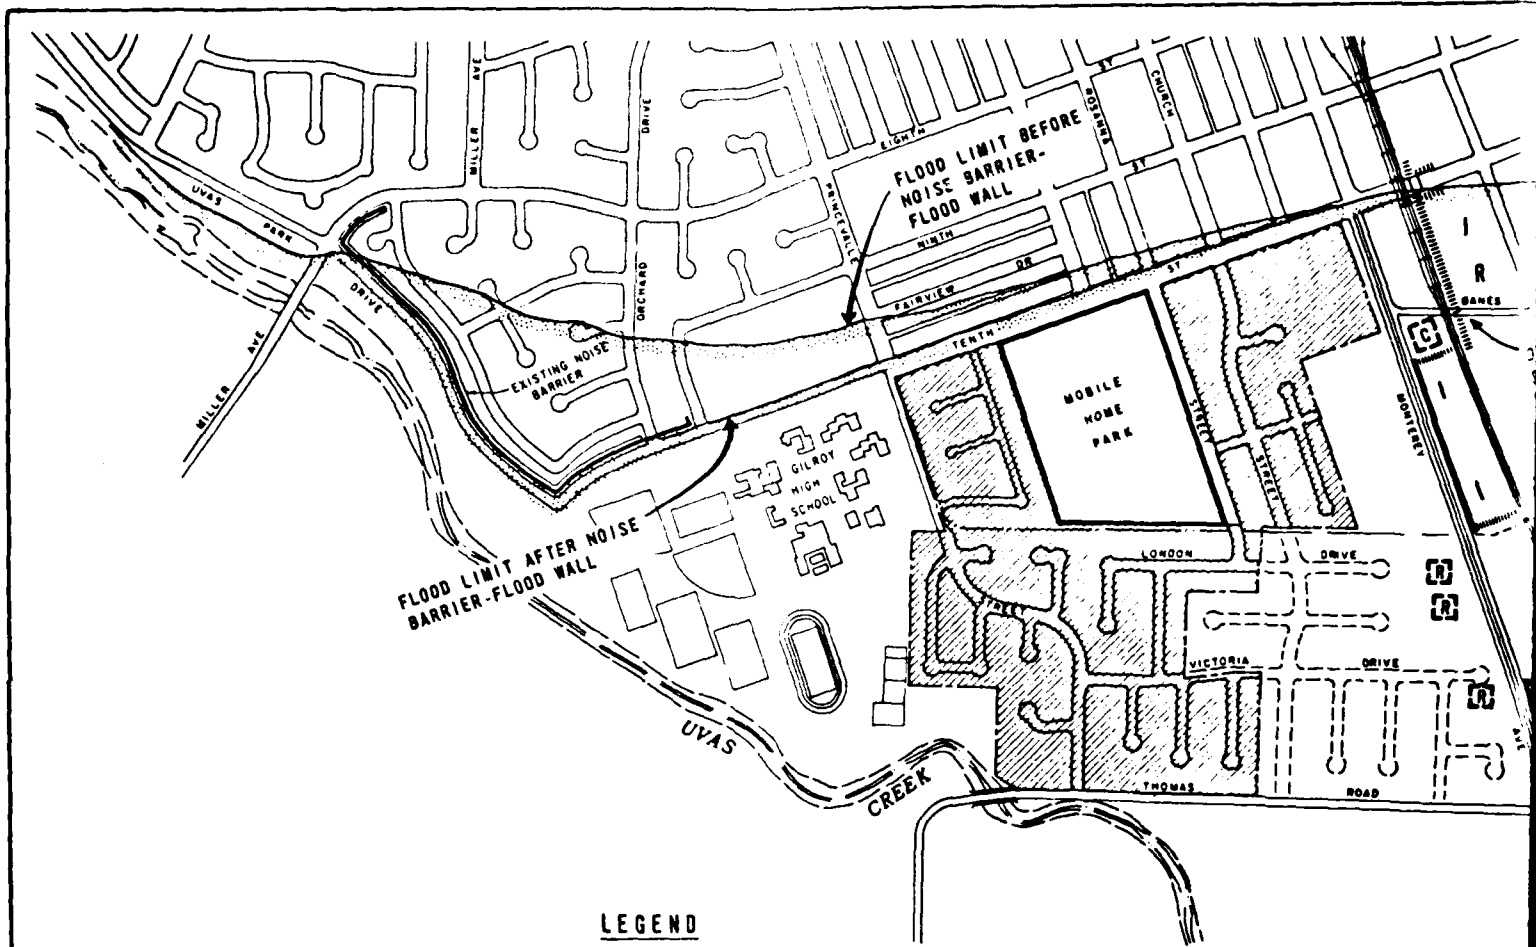 MILLER AVE
DRIVE
ST
CHURCH
ROSANNA
EIGHTH
ST
FLOOD LIMIT BEFORE
NOISE BARRIER-
FLOOD WALL
UVAS
PARK
DRIVE
PRINCEVALLE
NINTH
DR
FAIRVIEW
ST
TENTH
ORCHARD
I
R
BANES
C
EXISTING NOISE
BARRIER
MILLER
AVE
MOBILE
HOME
PARK
STREET
STREET
MONTEREY
I
I
GILROY
HIGH
SCHOOL
FLOOD LIMIT AFTER NOISE
BARRIER-FLOOD WALL
LONDON
DRIVE
R
R
STREET
VICTORIA
DRIVE
R
AVE
UVAS
CREEK
THOMAS
ROAD
LEGEND